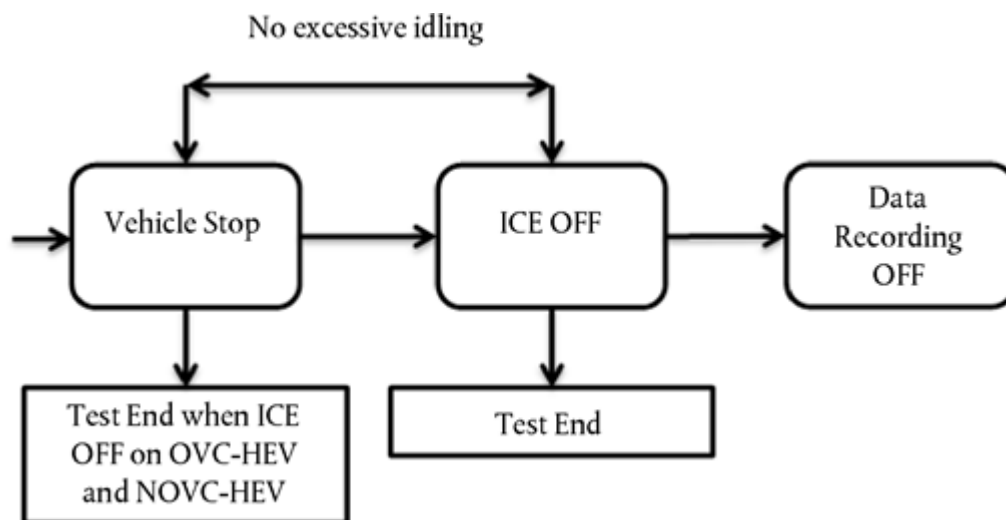 No excessive idling
Vehicle Stop
ICE OFF
Data
Recording
OFF
Test End when ICE
OFF on OVC-HEV
and NOVC-HEV
Test End